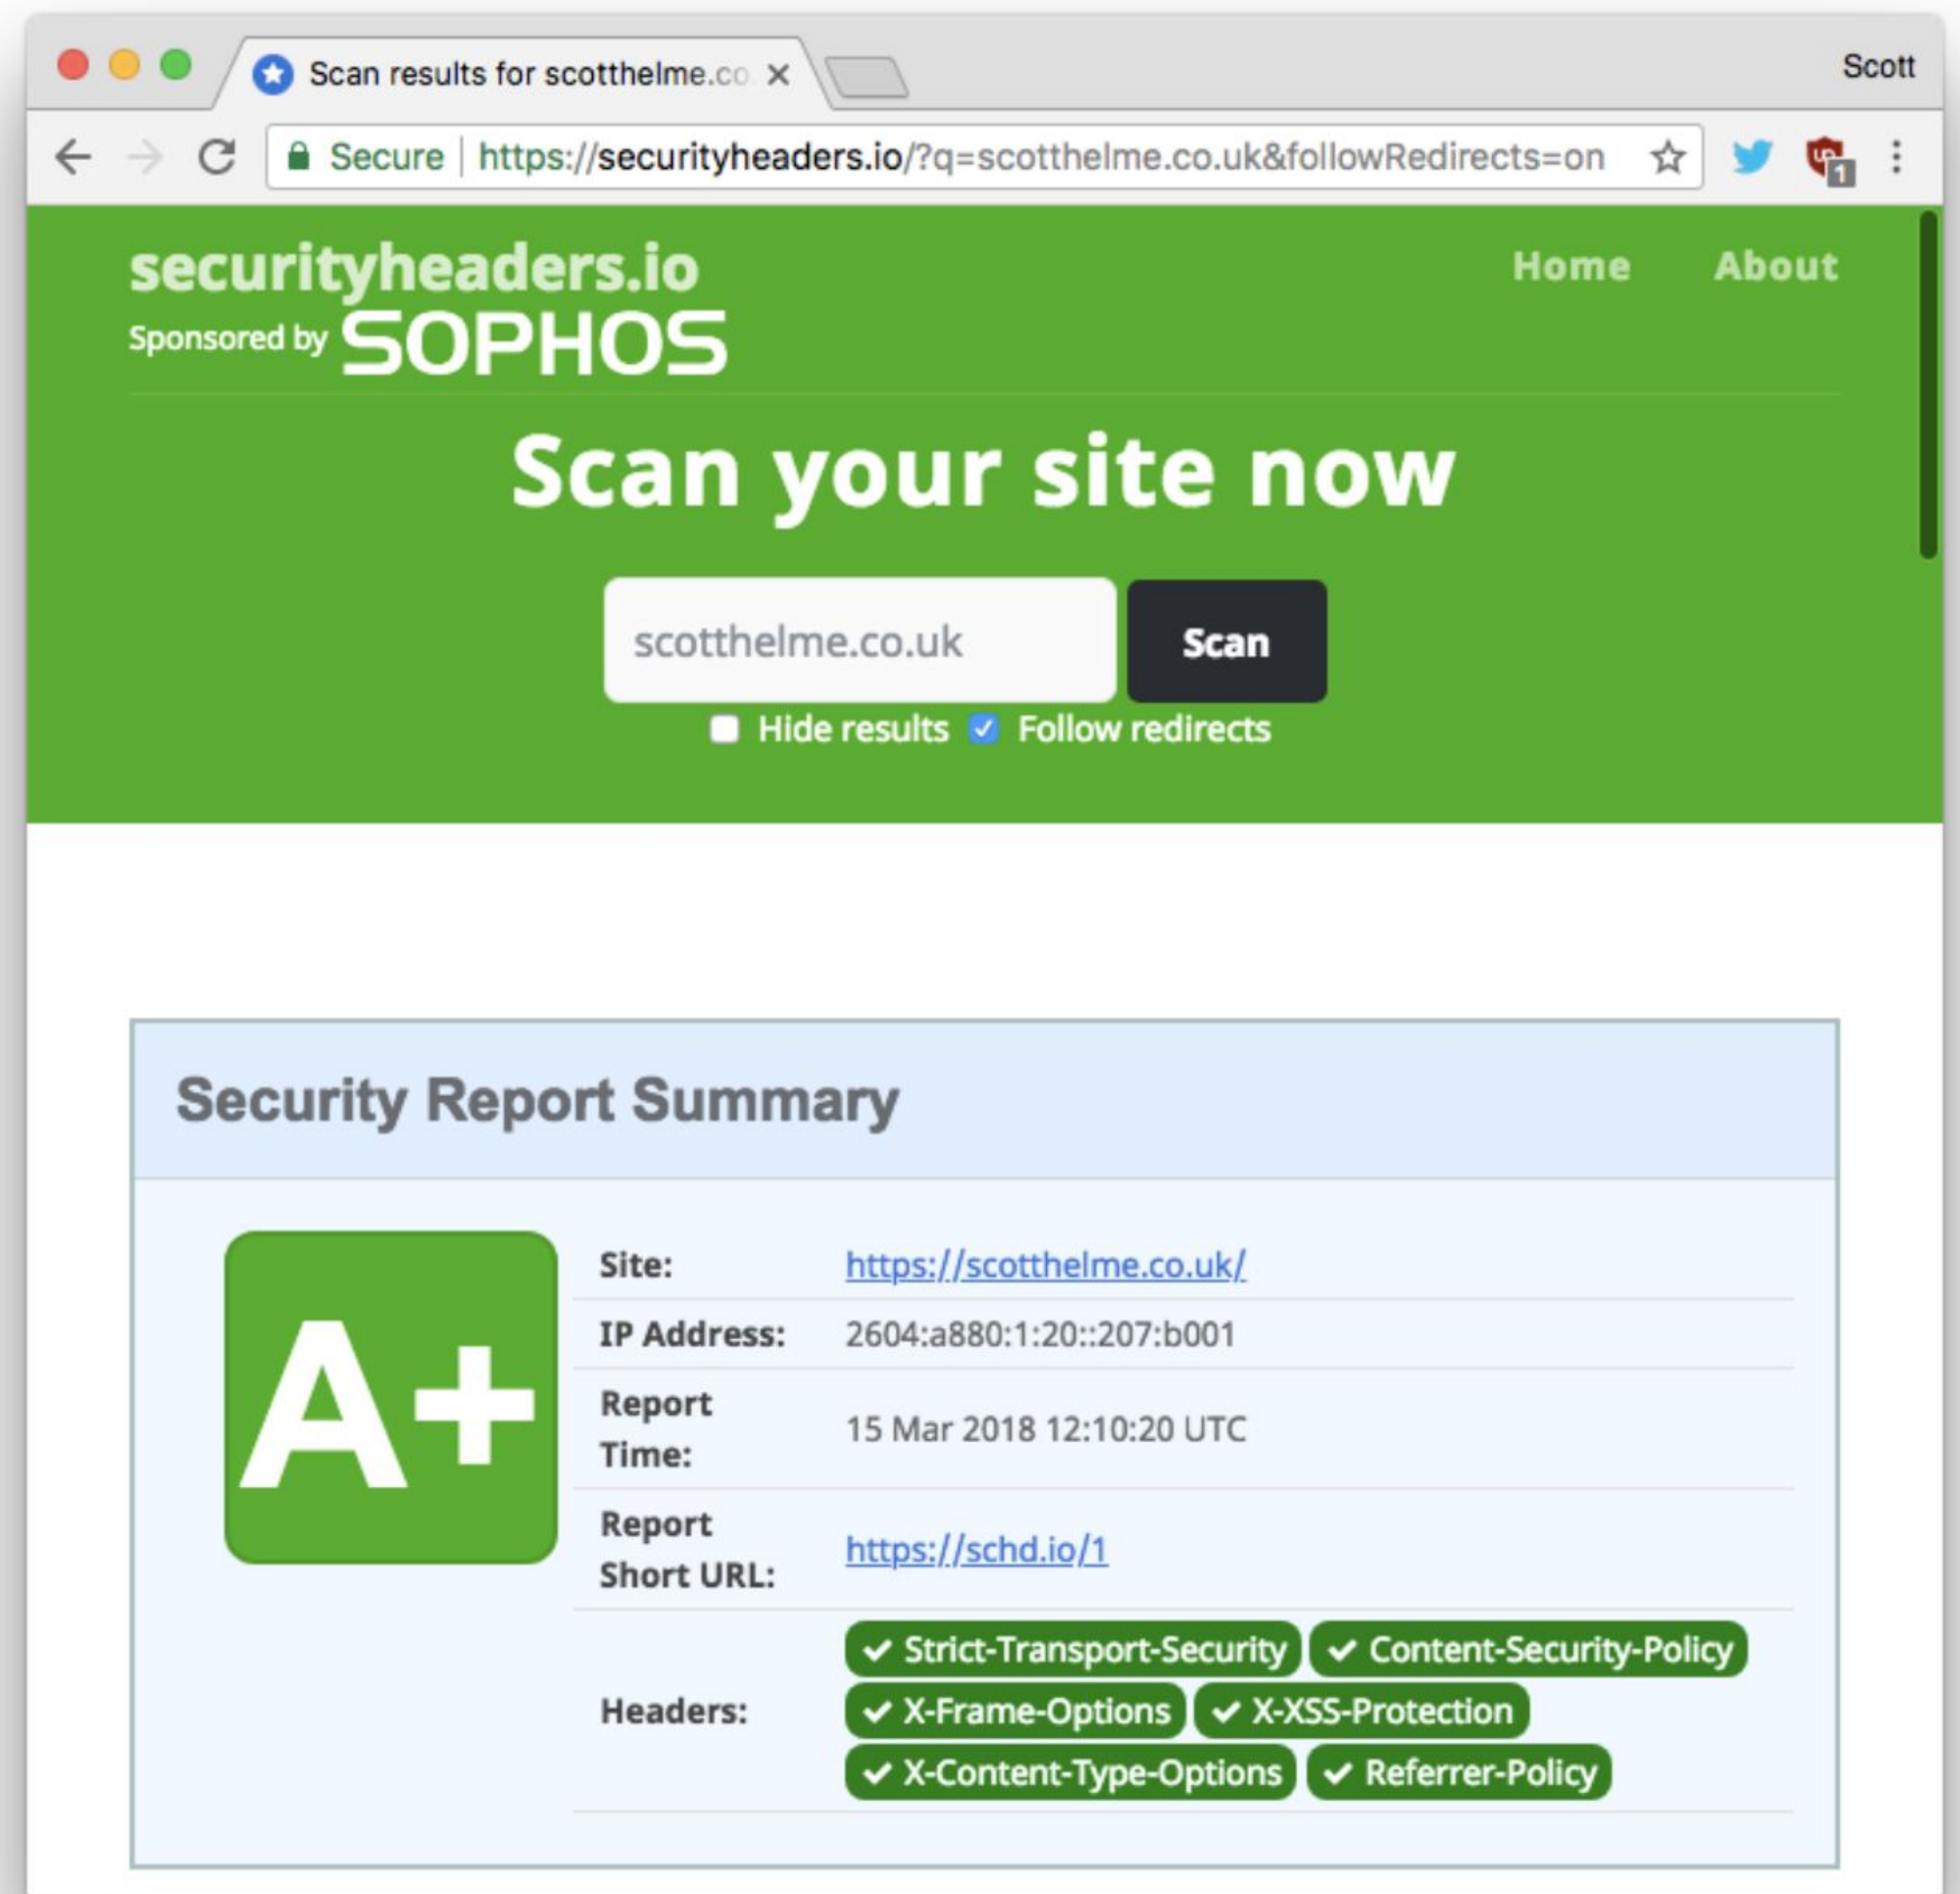 Scan results for scotthelme.co
Scott
Secure | https://securityheaders.io/?q=scotthelme.co.uk&followRedirects=on
1
securityheaders.io
Home About
Sponsored by SOPHOS
Scan your site now
scotthelme.co.uk Scan
Hide results Follow redirects
Security Report Summary
A+
Site: https://scotthelme.co.uk/
IP Address: 2604:a880:1:20::207:b001
Report
Time:
15 Mar 2018 12:10:20 UTC
Report
Short URL:
https://schd.io/1
Headers:
Strict-Transport-Security Content-Security-Policy
X-Frame-Options X-XSS-Protection
X-Content-Type-Options Referrer-Policy